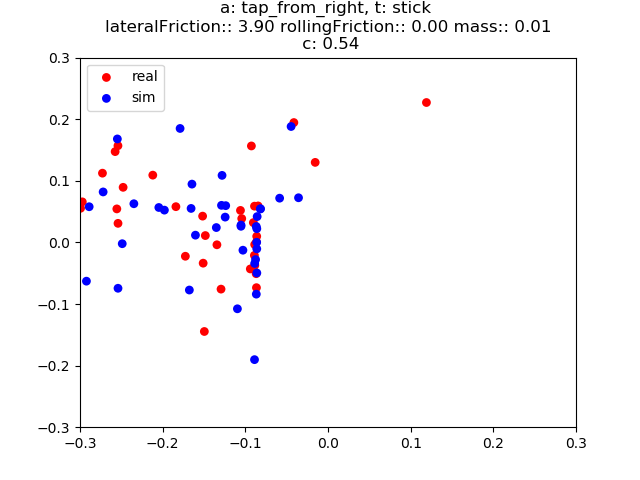 a: tap_from_right, t: stick
lateralFriction:: 3.90 rollingFriction:: 0.00 mass:: 0.01
c: 0.54
real
sim
0.3
0.2
0.1
0.0
−0.1
−0.2
−0.3
−0.3
−0.2
−0.1
0.0
0.1
0.2
0.3